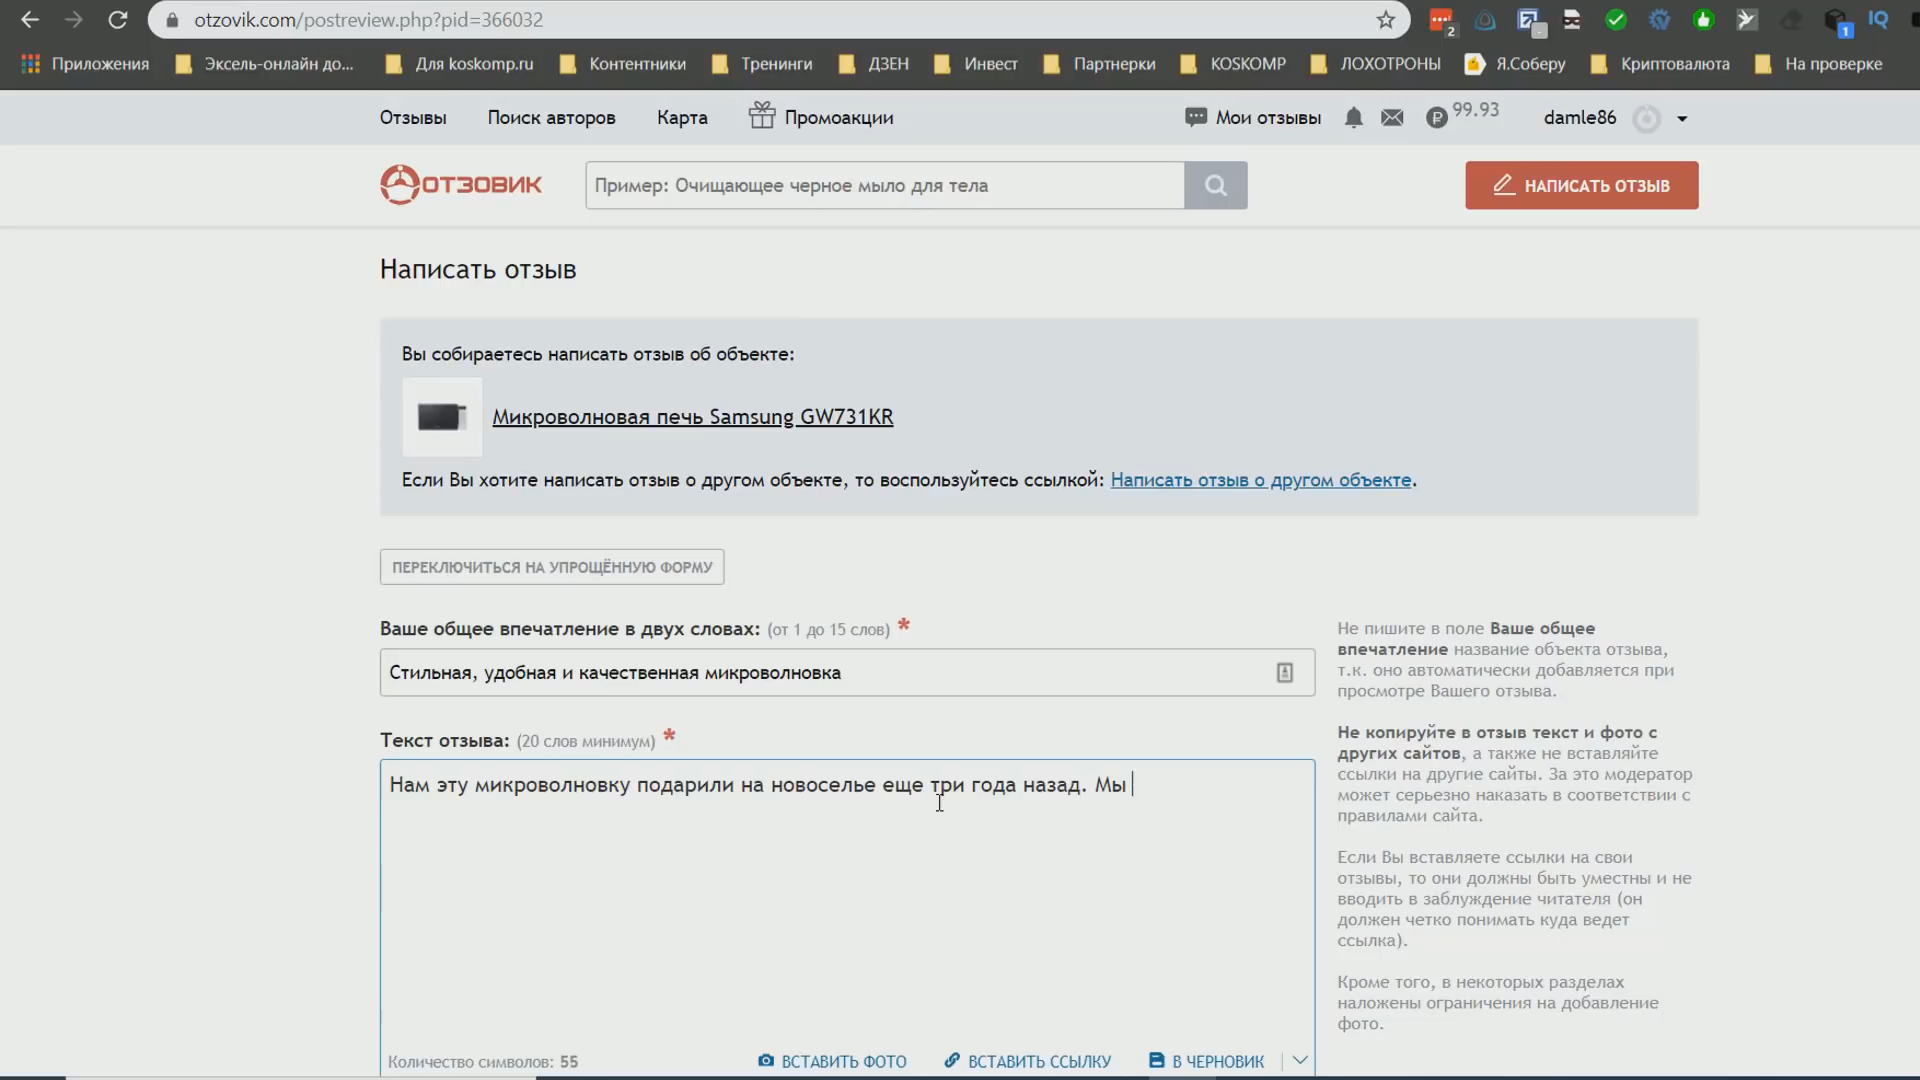 otzovik.com/postreview.php?pid=366032
2
1
IQ
Приложения Эксель-онлайн до... Для koskomp.ru Контентники Тренинги ДЗЕН Инвест Партнерки KOSKOMP ЛОХОТРОНЫ Я.Соберу Криптовалюта На проверке
Отзывы Поиск авторов Карта Промоакции Мои отзывы 99.93 damle86
ОТЗОВИК Пример: Очищающее черное мыло для тела НАПИСАТЬ ОТЗЫВ
Написать отзыв
Вы собираетесь написать отзыв об объекте:
Микроволновая печь Samsung GW731KR
Если Вы хотите написать отзыв о другом объекте, то воспользуйтесь ссылкой: Написать отзыв о другом объекте.
ПЕРЕКЛЮЧИТЬСЯ НА УПРОЩЁННУЮ ФОРМУ
Ваше общее впечатление в двух словах: (от 1 до 15 слов) *
Стильная, удобная и качественная микроволновка
Текст отзыва: (20 слов минимум) *
Нам эту микроволновку подарили на новоселье еще три года назад. Мы
Количество символов: 55 ВСТАВИТЬ ФОТО ВСТАВИТЬ ССЫЛКУ В ЧЕРНОВИК
Не пишите в поле Ваше общее
впечатление название объекта отзыва,
т.к. оно автоматически добавляется при
просмотре Вашего отзыва.
Не копируйте в отзыв текст и фото с
других сайтов, а также не вставляйте
ссылки на другие сайты. За это модератор
может серьезно наказать в соответствии с
правилами сайта.
Если Вы вставляете ссылки на свои
отзывы, то они должны быть уместны и не
вводить в заблуждение читателя (он
должен четко понимать куда ведет
ссылка).
Кроме того, в некоторых разделах
наложены ограничения на добавление
фото.